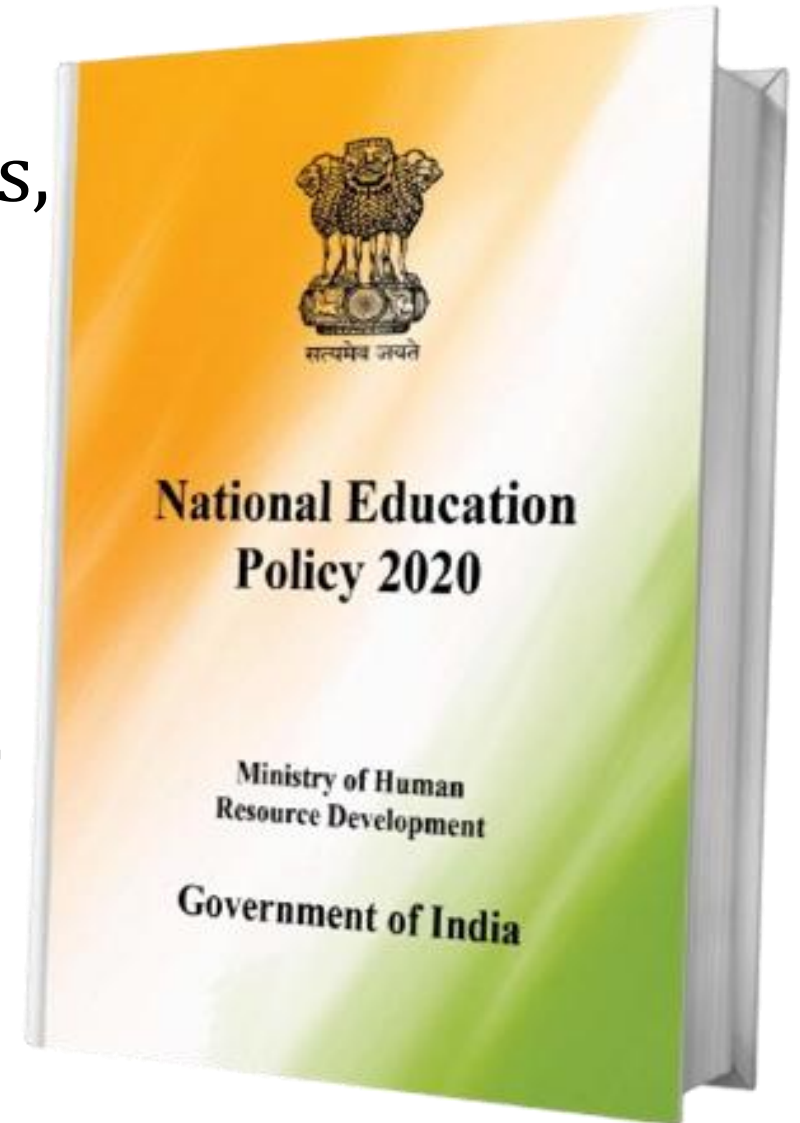 s,
सत्यमेव जयते
National Education
Policy 2020
Ministry of Human
Resource Development
Government of India